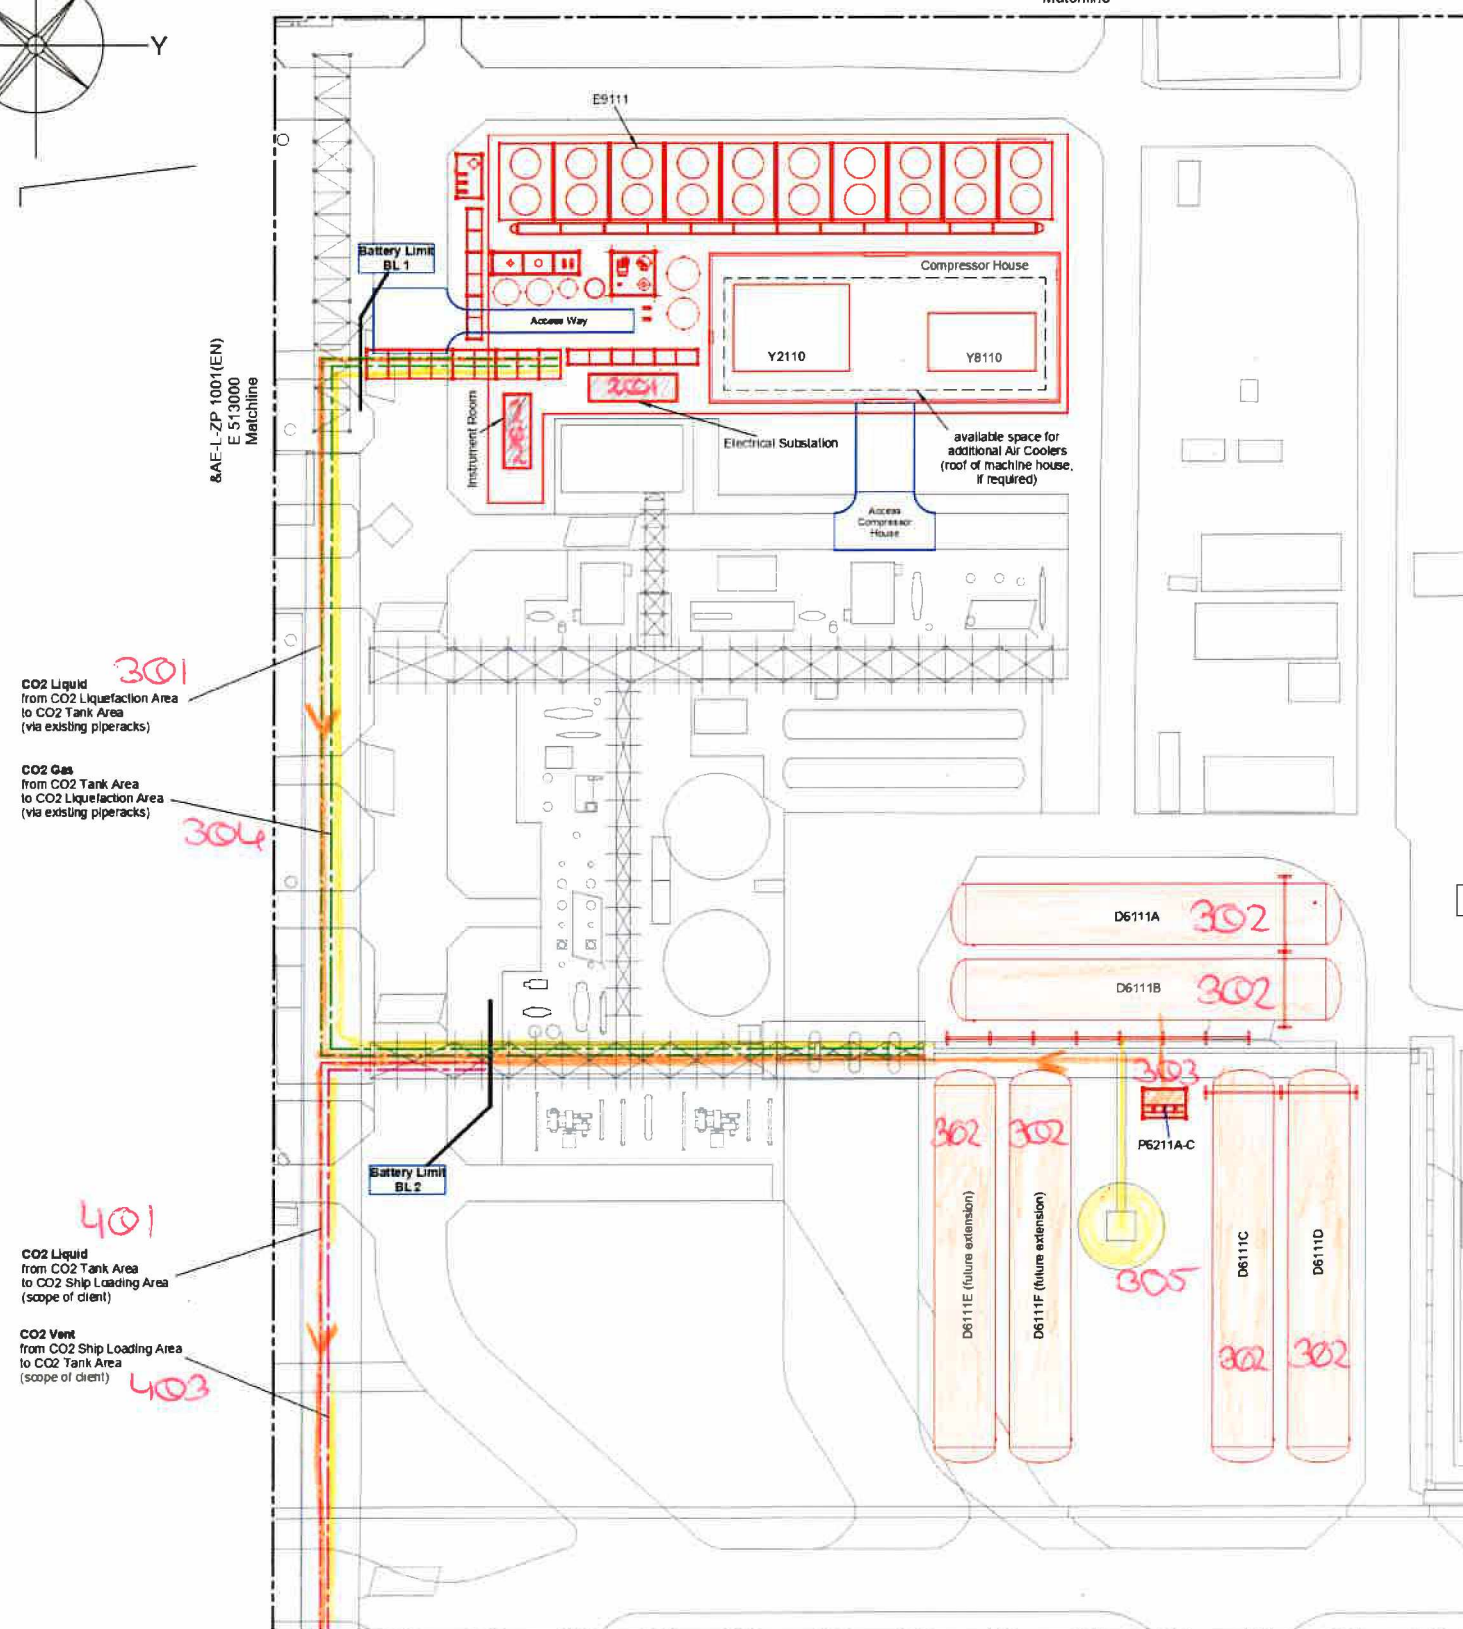 Y
E9111
Battery Limit
BL 1
Compressor House
Access Way
Y2110
Y8110
&AE-L-ZP 10001(EN)
E 513000
Matchline
2001
Instrument Room
Electrical Substation
available space for
additional Air Coolers
(roof of machine house,
if required)
Access
Compressor
House
301
CO2 Liquid
from CO2 Liquefaction Area
to CO2 Tank Area
(via existing piperacks)
CO2 Gas
from CO2 Tank Area
to CO2 Liquefaction Area
(via existing piperacks)
304
D6111A
302
D6111B
302
303
P6211A-C
302
302
Battery Limit
BL 2
D6111E (future extension)
D6111F (future extension)
D6111C
D6111D
305
302
302
401
CO2 Liquid
from CO2 Tank Area
to CO2 Ship Loading Area
(scope of client)
CO2 Vent
from CO2 Ship Loading Area
to CO2 Tank Area
(scope of client)
403